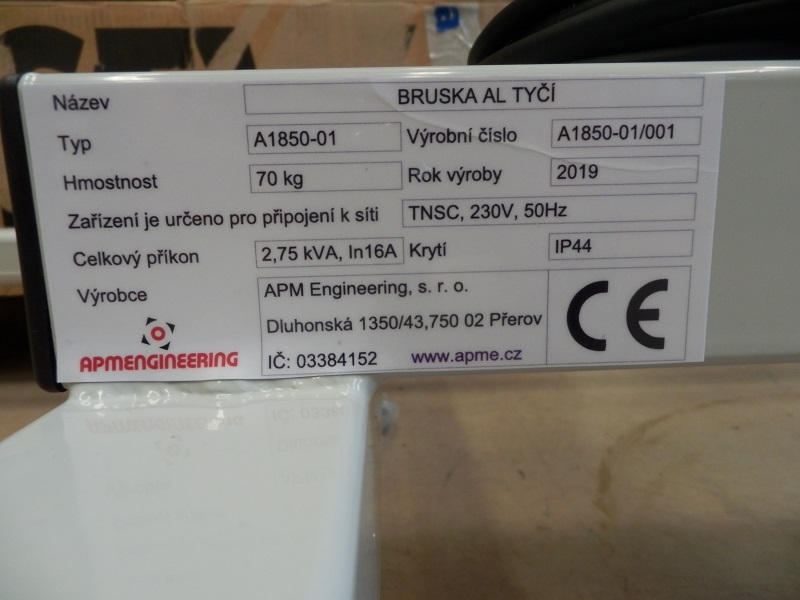 Název BRUSKA AL TYČÍ
Typ A1850-01 Výrobní číslo A1850-01/001
Hmostnost 70 kg Rok výroby 2019
Zařízení je určeno pro připojení k síti TNSC, 230V, 50Hz
Celkový příkon 2,75 kVA, In16A Krytí IP44
Výrobce APM Engineering, s. r. o.
Dluhonská 1350/43,750 02 Přerov
IČ: 03384152 www.apme.cz
APMENGINEERING
CE